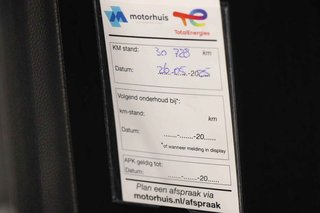 motorhuis
TotalEnergies
KM stand: 30 728 km
Datum: 26-05-2025
Volgend onderhoud bij*:
km-stand: km
Datum: ......-......-20......
*of wanneer melding in display
APK geldig tot:
Datum: ......-......-20......
Plan een afspraak via
motorhuis.nl/afspraak